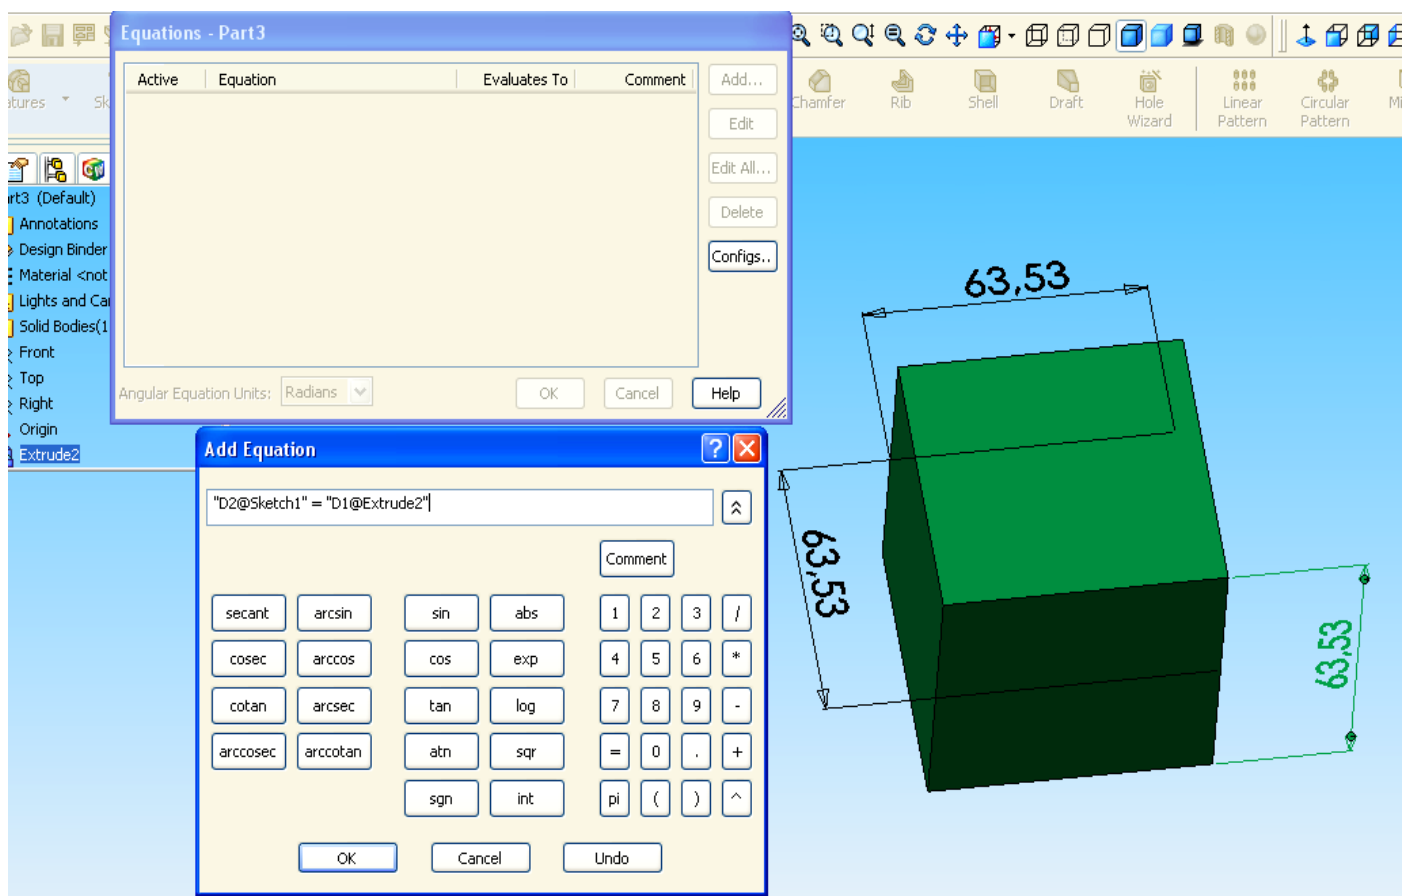 Equations - Part3
Active Equation Evaluates To Comment
Add...
Edit
Edit All...
Delete
Configs..
Angular Equation Units: Radians OK Cancel Help
atures Sk
Chamfer Rib Shell Draft Hole Wizard Linear Pattern Circular Pattern Mi
art3 (Default)
Annotations
Design Binder
Material <not
Lights and Ca
Solid Bodies(1
Front
Top
Right
Origin
Extrude2
Add Equation
"D2@Sketch1" = "D1@Extrude2"
Comment
secant arcsin sin abs 1 2 3 /
cosec arccos cos exp 4 5 6 *
cotan arcsec tan log 7 8 9 -
arccosec arccotan atn sqr = 0 . +
sgn int pi ( ) ^
OK Cancel Undo
63,53
63,53
63,53